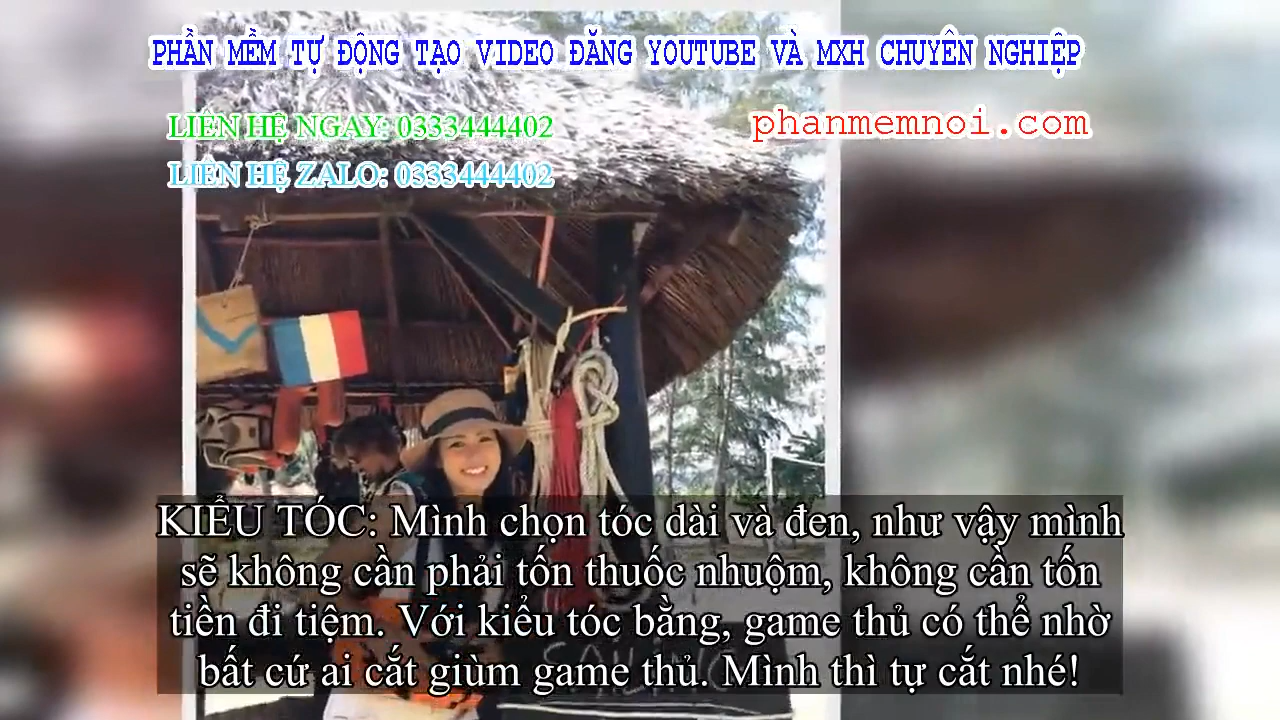 PHẦN MỀM TỰ ĐỘNG TẠO VIDEO ĐĂNG YOUTUBE VÀ MXH CHUYÊN NGHIỆP
LIÊN HỆ NGAY: 0333444402
phanmemnoi.com
LIÊN HỆ ZALO: 0333444402
KIỂU TÓC: Mình chọn tóc dài và đen, như vậy mình
sẽ không cần phải tốn thuốc nhuộm, không cần tốn
tiền đi tiệm. Với kiểu tóc bằng, game thủ có thể nhờ
bất cứ ai cắt giùm game thủ. Mình thì tự cắt nhé!